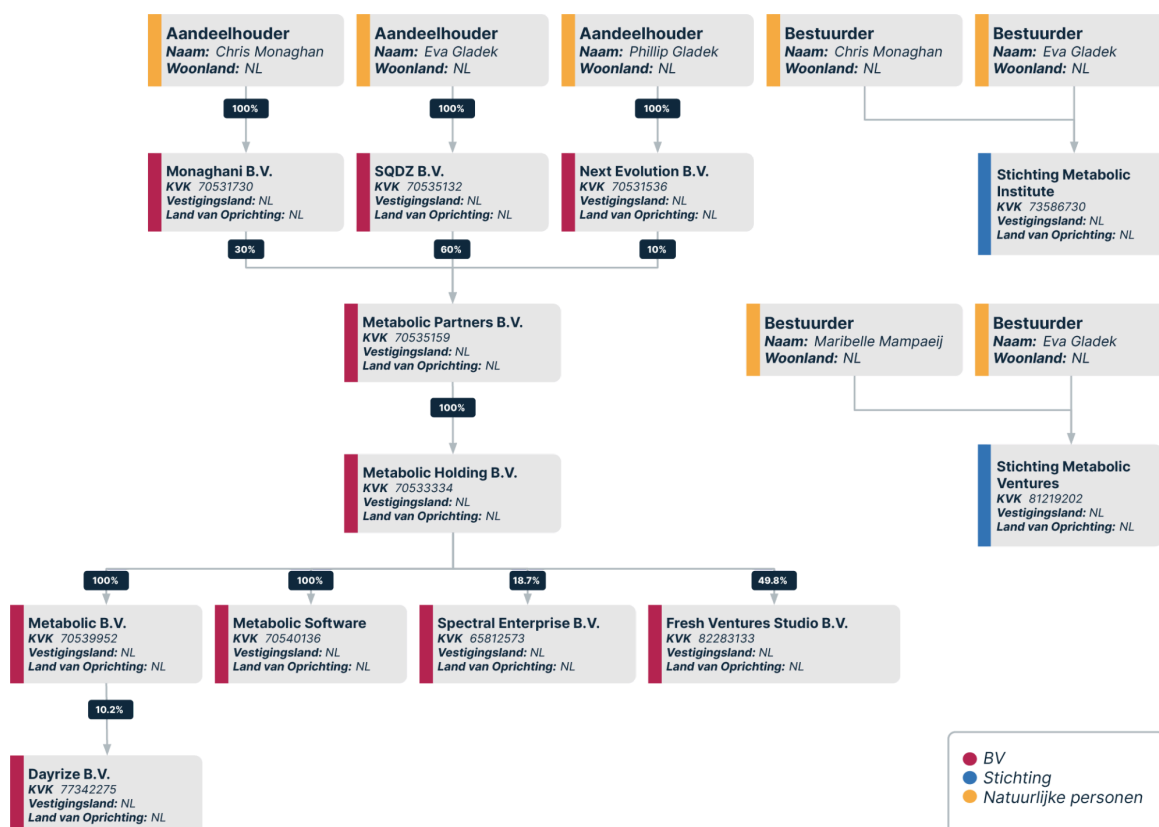 Aandeelhouder
Naam: Chris Monaghan
Woonland: NL
Aandeelhouder
Naam: Eva Gladek
Woonland: NL
Aandeelhouder
Naam: Phillip Gladek
Woonland: NL
Bestuurder
Naam: Chris Monaghan
Woonland: NL
Bestuurder
Naam: Eva Gladek
Woonland: NL
100%
100%
100%
Monaghani B.V.
KVK 70531730
Vestigingsland: NL
Land van Oprichting: NL
SQDZ B.V.
KVK 70535132
Vestigingsland: NL
Land van Oprichting: NL
Next Evolution B.V.
KVK 70531536
Vestigingsland: NL
Land van Oprichting: NL
Stichting Metabolic
Institute
KVK 73586730
Vestigingsland: NL
Land van Oprichting: NL
30%
60%
10%
Metabolic Partners B.V.
KVK 70535159
Vestigingsland: NL
Land van Oprichting: NL
Bestuurder
Naam: Maribelle Mampaeij
Woonland: NL
Bestuurder
Naam: Eva Gladek
Woonland: NL
100%
Metabolic Holding B.V.
KVK 70533334
Vestigingsland: NL
Land van Oprichting: NL
Stichting Metabolic
Ventures
KVK 81219202
Vestigingsland: NL
Land van Oprichting: NL
100%
100%
18.7%
49.8%
Metabolic B.V.
KVK 70539952
Vestigingsland: NL
Land van Oprichting: NL
Metabolic Software
KVK 70540136
Vestigingsland: NL
Land van Oprichting: NL
Spectral Enterprise B.V.
KVK 65812573
Vestigingsland: NL
Land van Oprichting: NL
Fresh Ventures Studio B.V.
KVK 82283133
Vestigingsland: NL
Land van Oprichting: NL
10.2%
Dayrize B.V.
KVK 77342275
Vestigingsland: NL
Land van Oprichting: NL
BV
Stichting
Natuurlijke personen